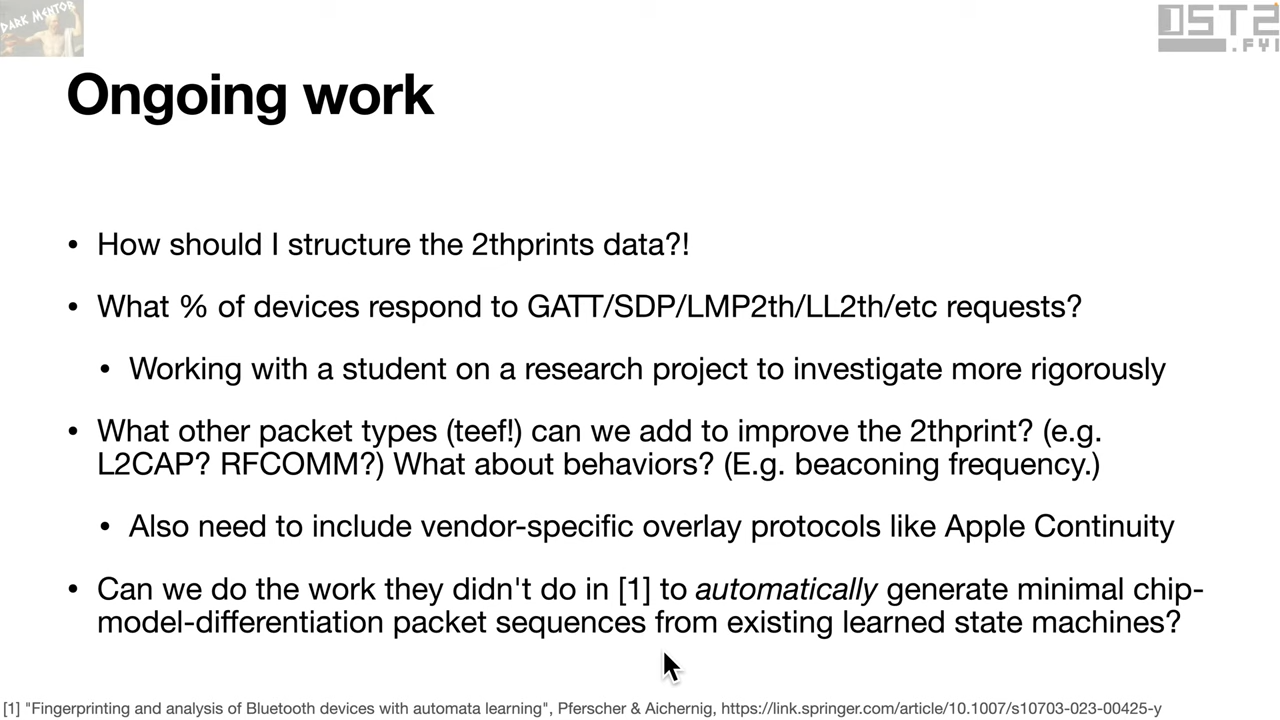 DARK MENTOR
OST2
.FYI
Ongoing work
• How should I structure the 2thprints data?!
• What % of devices respond to GATT/SDP/LMP2th/LL2th/etc requests?
• Working with a student on a research project to investigate more rigorously
• What other packet types (teef!) can we add to improve the 2thprint? (e.g.
L2CAP? RFCOMM?) What about behaviors? (E.g. beaconing frequency.)
• Also need to include vendor-specific overlay protocols like Apple Continuity
• Can we do the work they didn't do in [1] to automatically generate minimal chip-
model-differentiation packet sequences from existing learned state machines?
[1] "Fingerprinting and analysis of Bluetooth devices with automata learning", Pferscher & Aichernig, https://link.springer.com/article/10.1007/s10703-023-00425-y